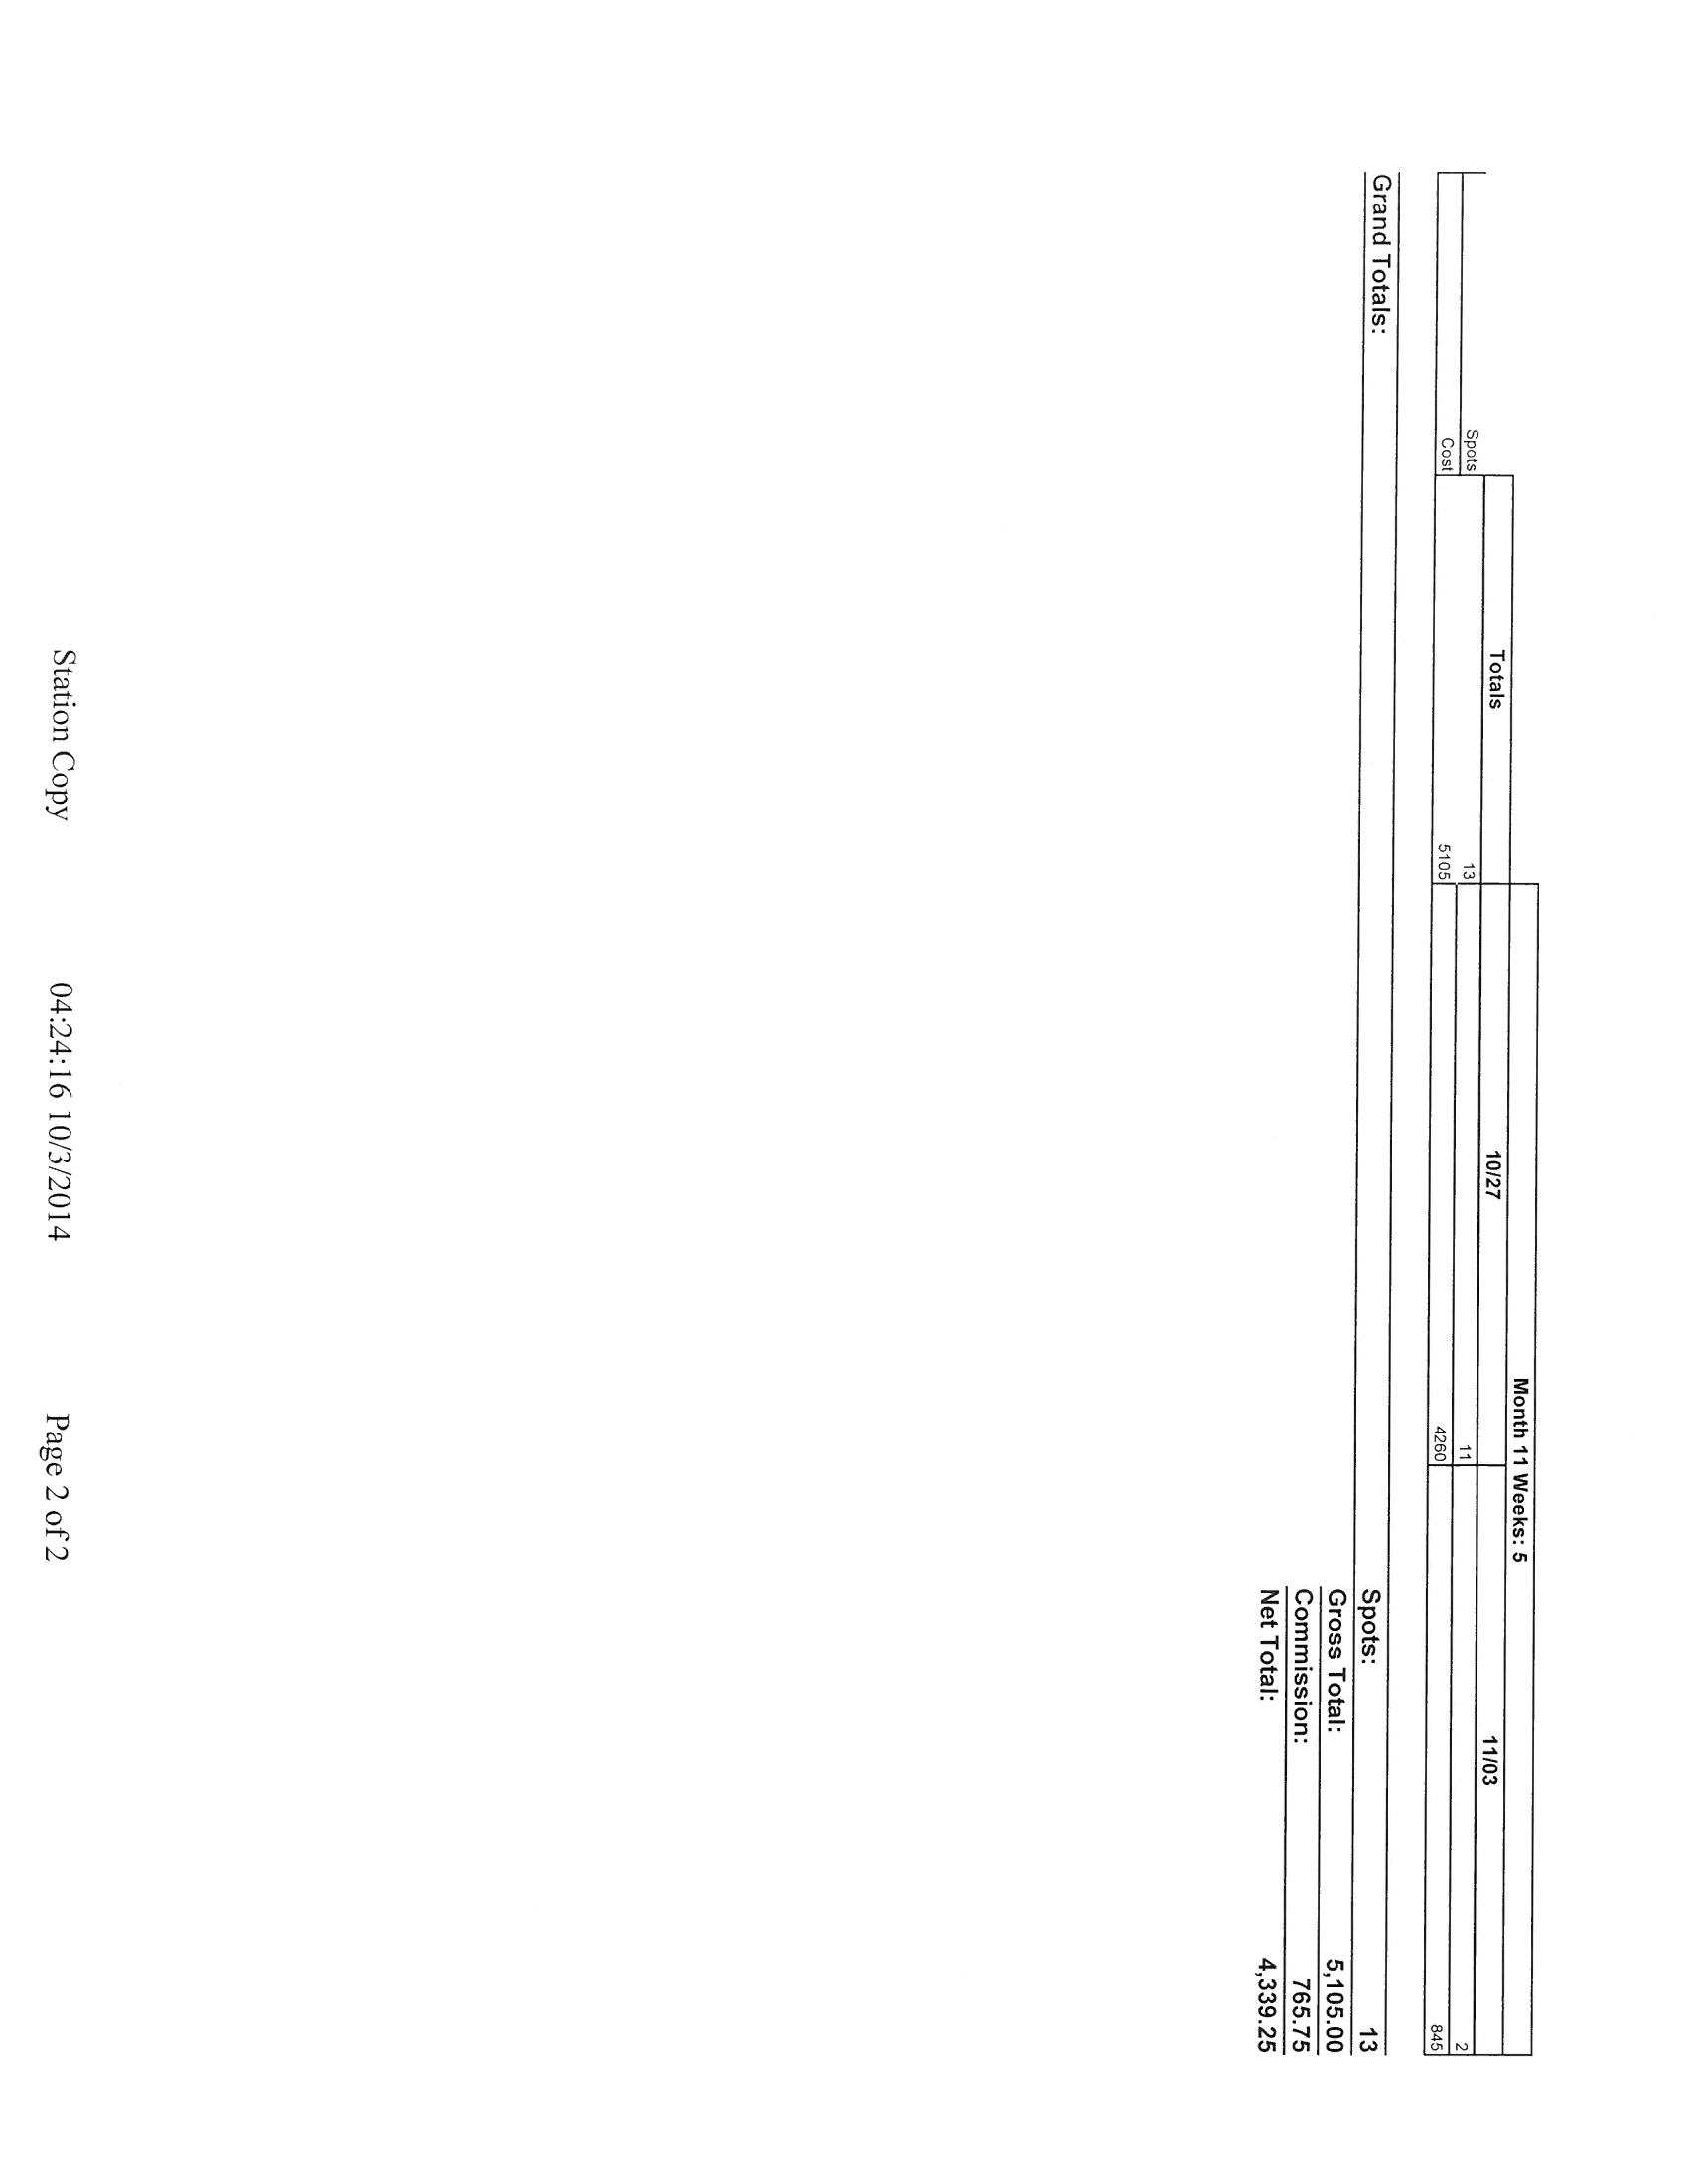 Month 11 Weeks: 5
Totals 10/27 11/03
Spots 13 11 2
Cost 5105 4260 845
Grand Totals: Spots: 13
Gross Total: 5,105.00
Commission: 765.75
Net Total: 4,339.25
Station Copy 04:24:16 10/3/2014 Page 2 of 2